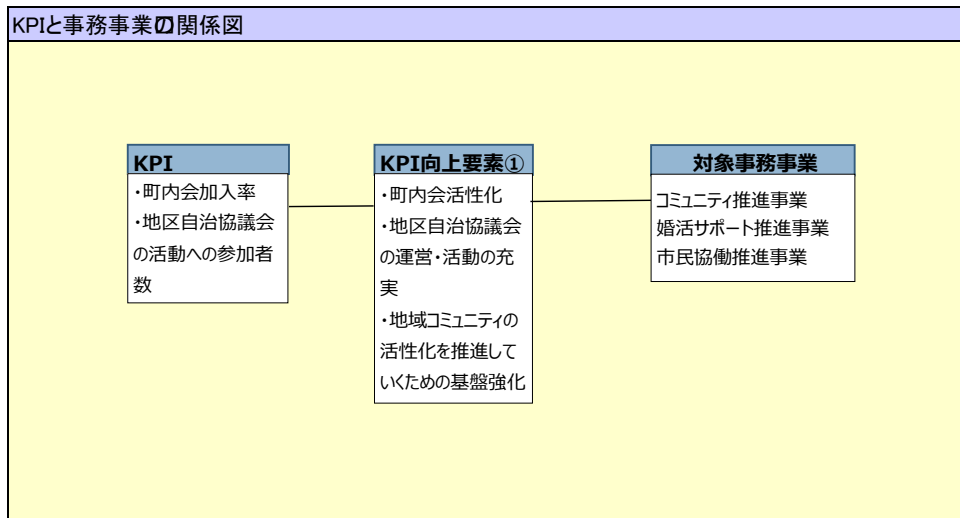 KPIと事務事業の関係図
KPI
・町内会加入率
・地区自治協議会
の活動への参加者
数
KPI向上要素①
・町内会活性化
・地区自治協議会
の運営・活動の充
実
・地域コミュニティの
活性化を推進して
いくための基盤強化
対象事務事業
コミュニティ推進事業
婚活サポート推進事業
市民協働推進事業